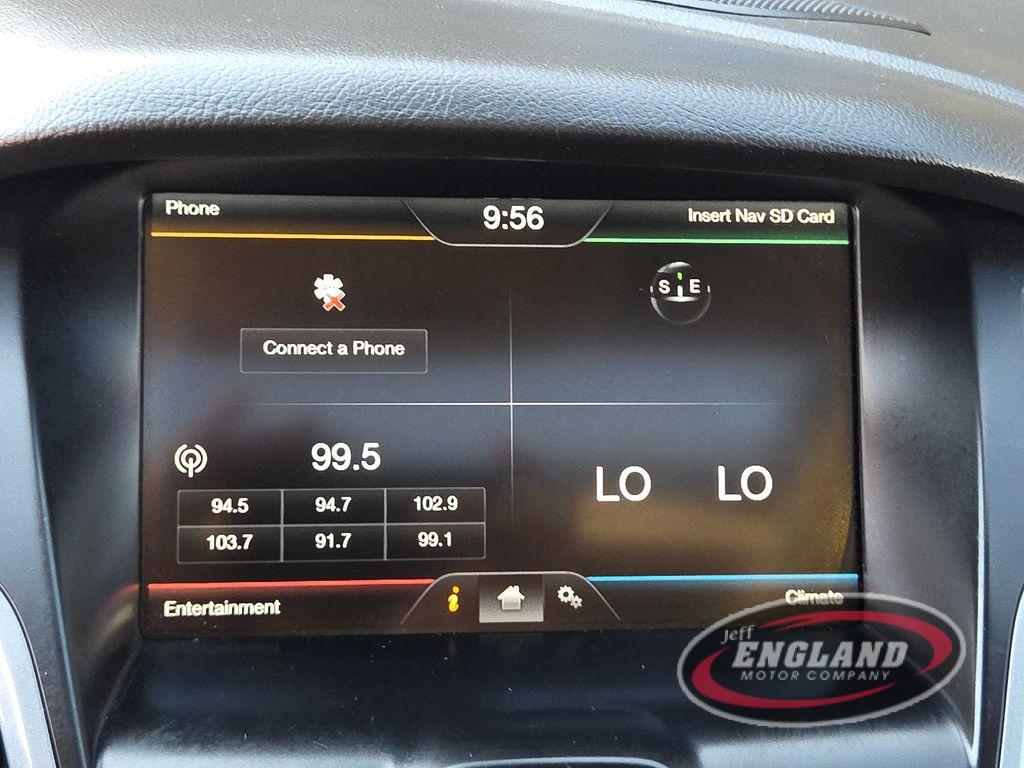 Phone
9:56
Insert Nav SD Card
S E
Connect a Phone
99.5
94.5 94.7 102.9
103.7 91.7 99.1
LO LO
Entertainment
i
Climate
Jeff
ENGLAND
MOTOR COMPANY